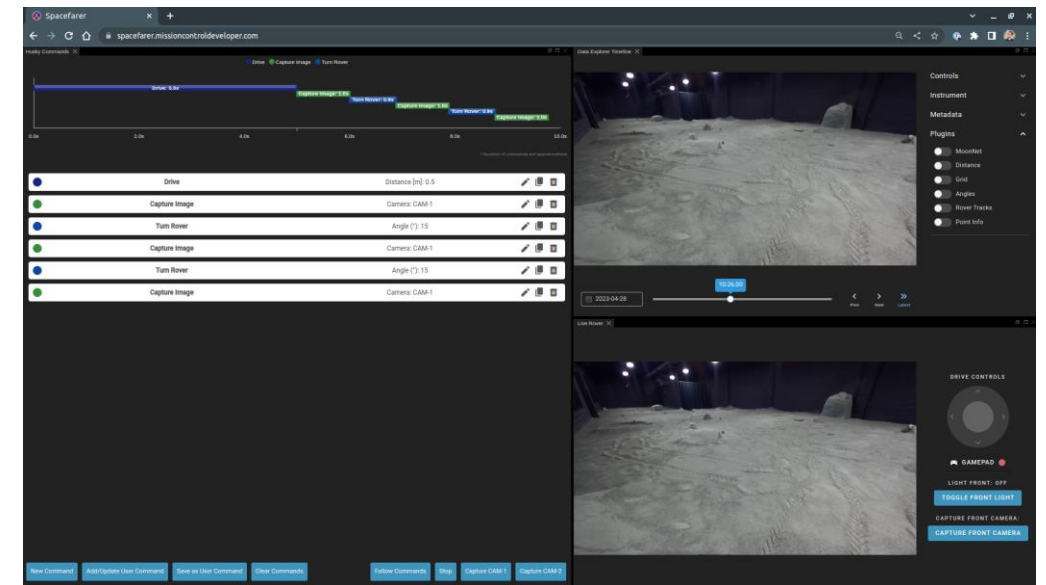 Spacefarer
spacefarer.missioncontroldeveloper.com
Husky Commands
Drive Capture Image Turn Rover
Drive: 5.0s
Capture Image: 1.0s
Turn Rover: 0.9s
Capture Image: 1.0s
Turn Rover: 0.9s
Capture Image: 1.0s
0.0s 2.0s 4.0s 6.0s 8.0s 10.0s
Drive Distance [m]: 0.5
Capture Image Camera: CAM-1
Turn Rover Angle (°): 15
Capture Image Camera: CAM-1
Turn Rover Angle (°): 15
Capture Image Camera: CAM-1
New Command Add/Update User Command Save as User Command Clear Commands Follow Commands Stop Capture CAM-1 Capture CAM-2
Data Explorer Timeline
Controls
Instrument
Metadata
Plugins
MoonNet
Distance
Grid
Angles
Rover Tracks
Point Info
10:26:00
2023-04-28
Prev Next Latest
Live Rover
DRIVE CONTROLS
GAMEPAD
LIGHT FRONT: OFF
TOGGLE FRONT LIGHT
CAPTURE FRONT CAMERA:
CAPTURE FRONT CAMERA